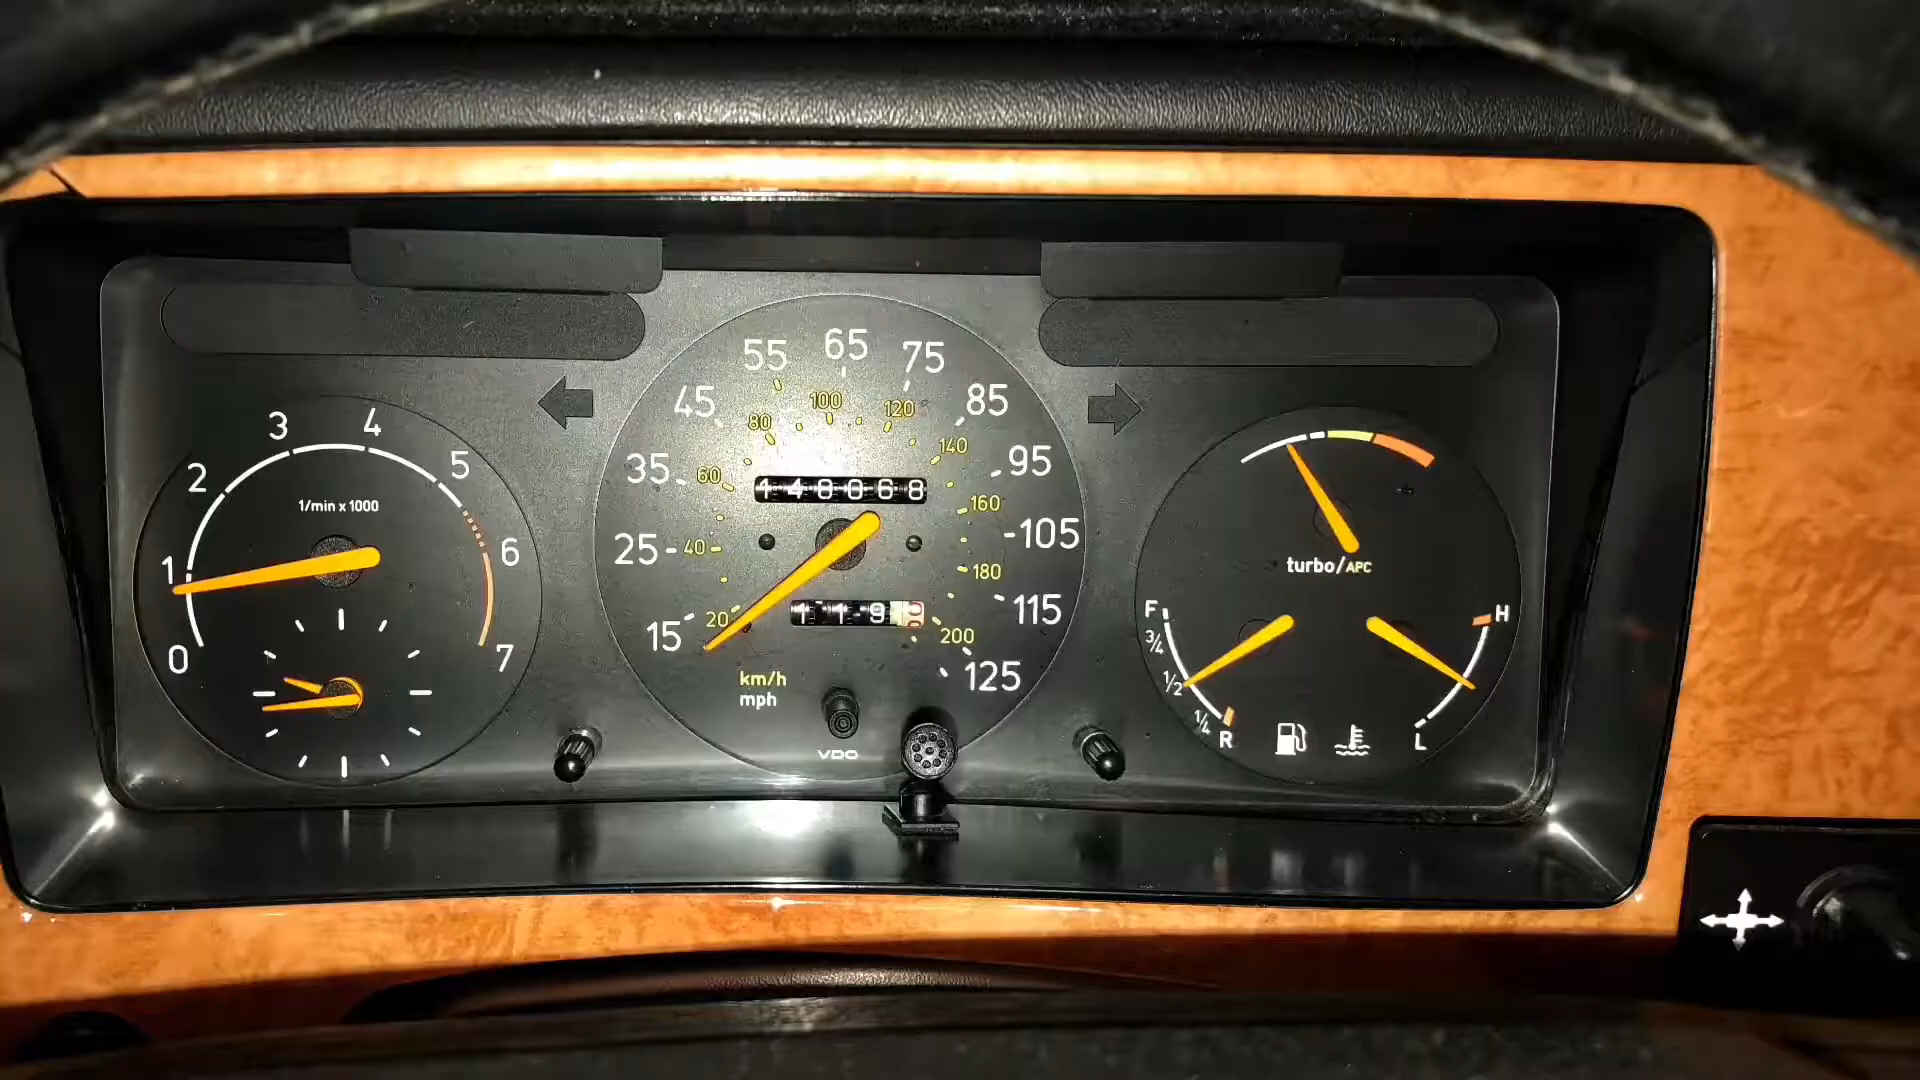 0 1 2 3 4 5 6 7
1/min x 1000
15 25 35 45 55 65 75 85 95 105 115 125
20 40 60 80 100 120 140 160 180 200
148068
119
km/h
mph
VDO
turbo/APC
F
3/4
1/2
1/4
R
H
L